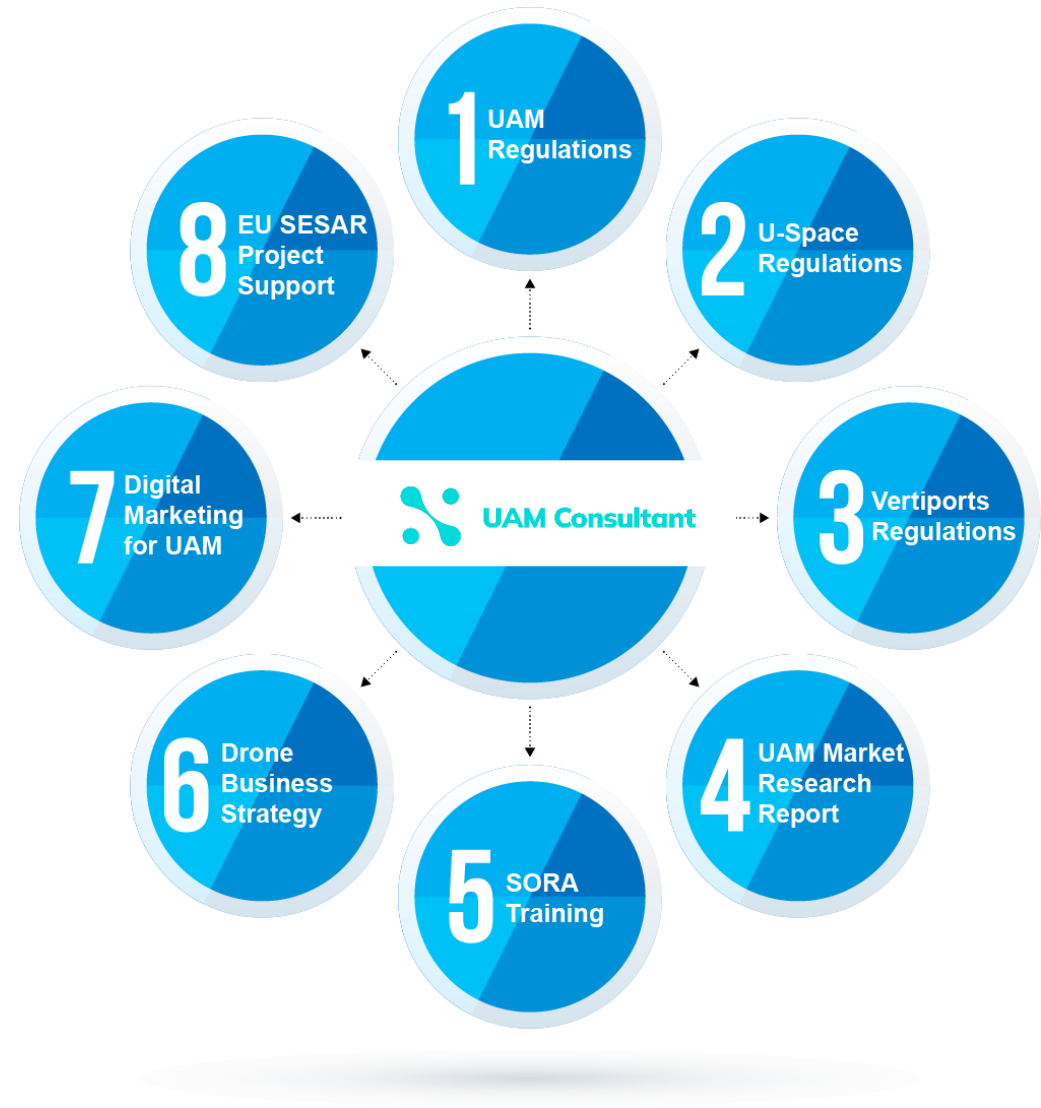 1
UAM
Regulations
2
U-Space
Regulations
3
Vertiports
Regulations
4
UAM Market
Research
Report
5
SORA
Training
6
Drone
Business
Strategy
7
Digital
Marketing
for UAM
8
EU SESAR
Project
Support
UAM Consultant